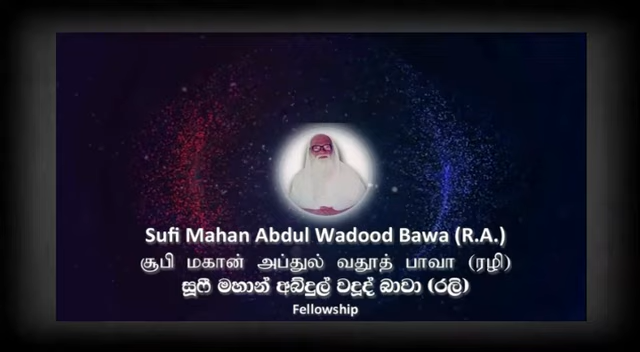 Sufi Mahan Abdul Wadood Bawa (R.A.)
சூபி மகான் அப்துல் வதூத் பாவா (ரழி)
සූෆී මහාන් අබ්දුල් වදූද් බාවා (රලි)
Fellowship